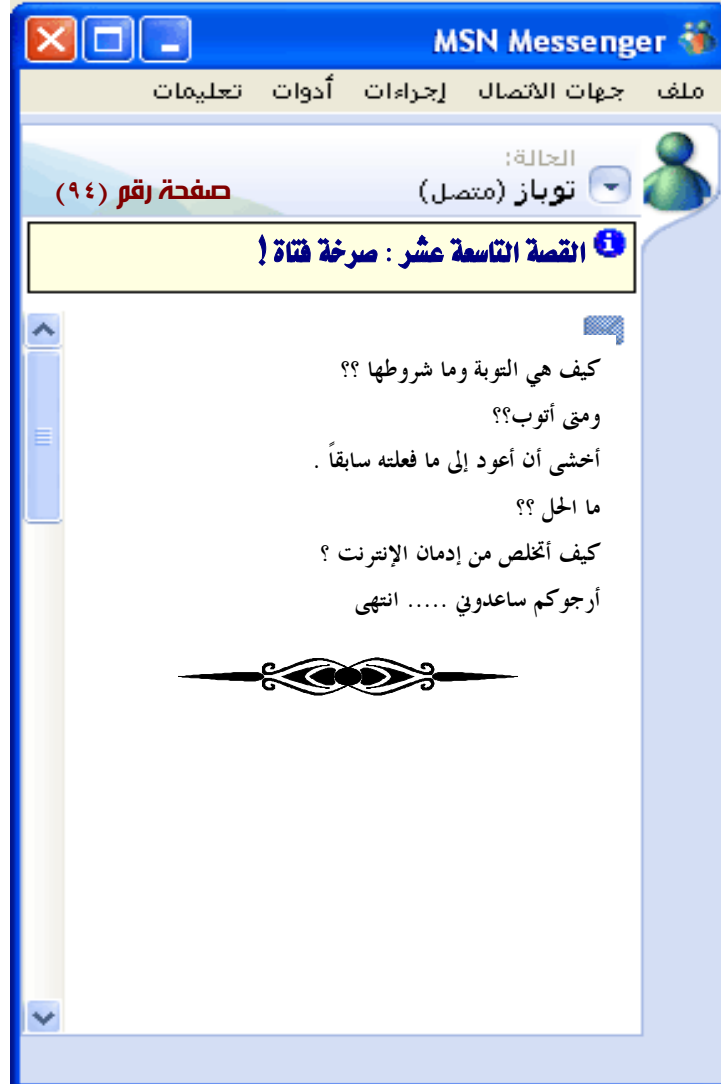 MSN Messenger
ملف جهات الاتصال إجراءات أدوات تعليمات
الحالة:
توباز (متصل)
صفحة رقم (٩٤)
القصة التاسعة عشر : صرخة فتاة !
كيف هي التوبة وما شروطها ؟؟
ومتى أتوب؟؟
أخشى أن أعود إلى ما فعلته سابقاً .
ما الحل ؟؟
كيف أتخلص من إدمان الإنترنت ؟
أرجوكم ساعدوني ..... انتهى